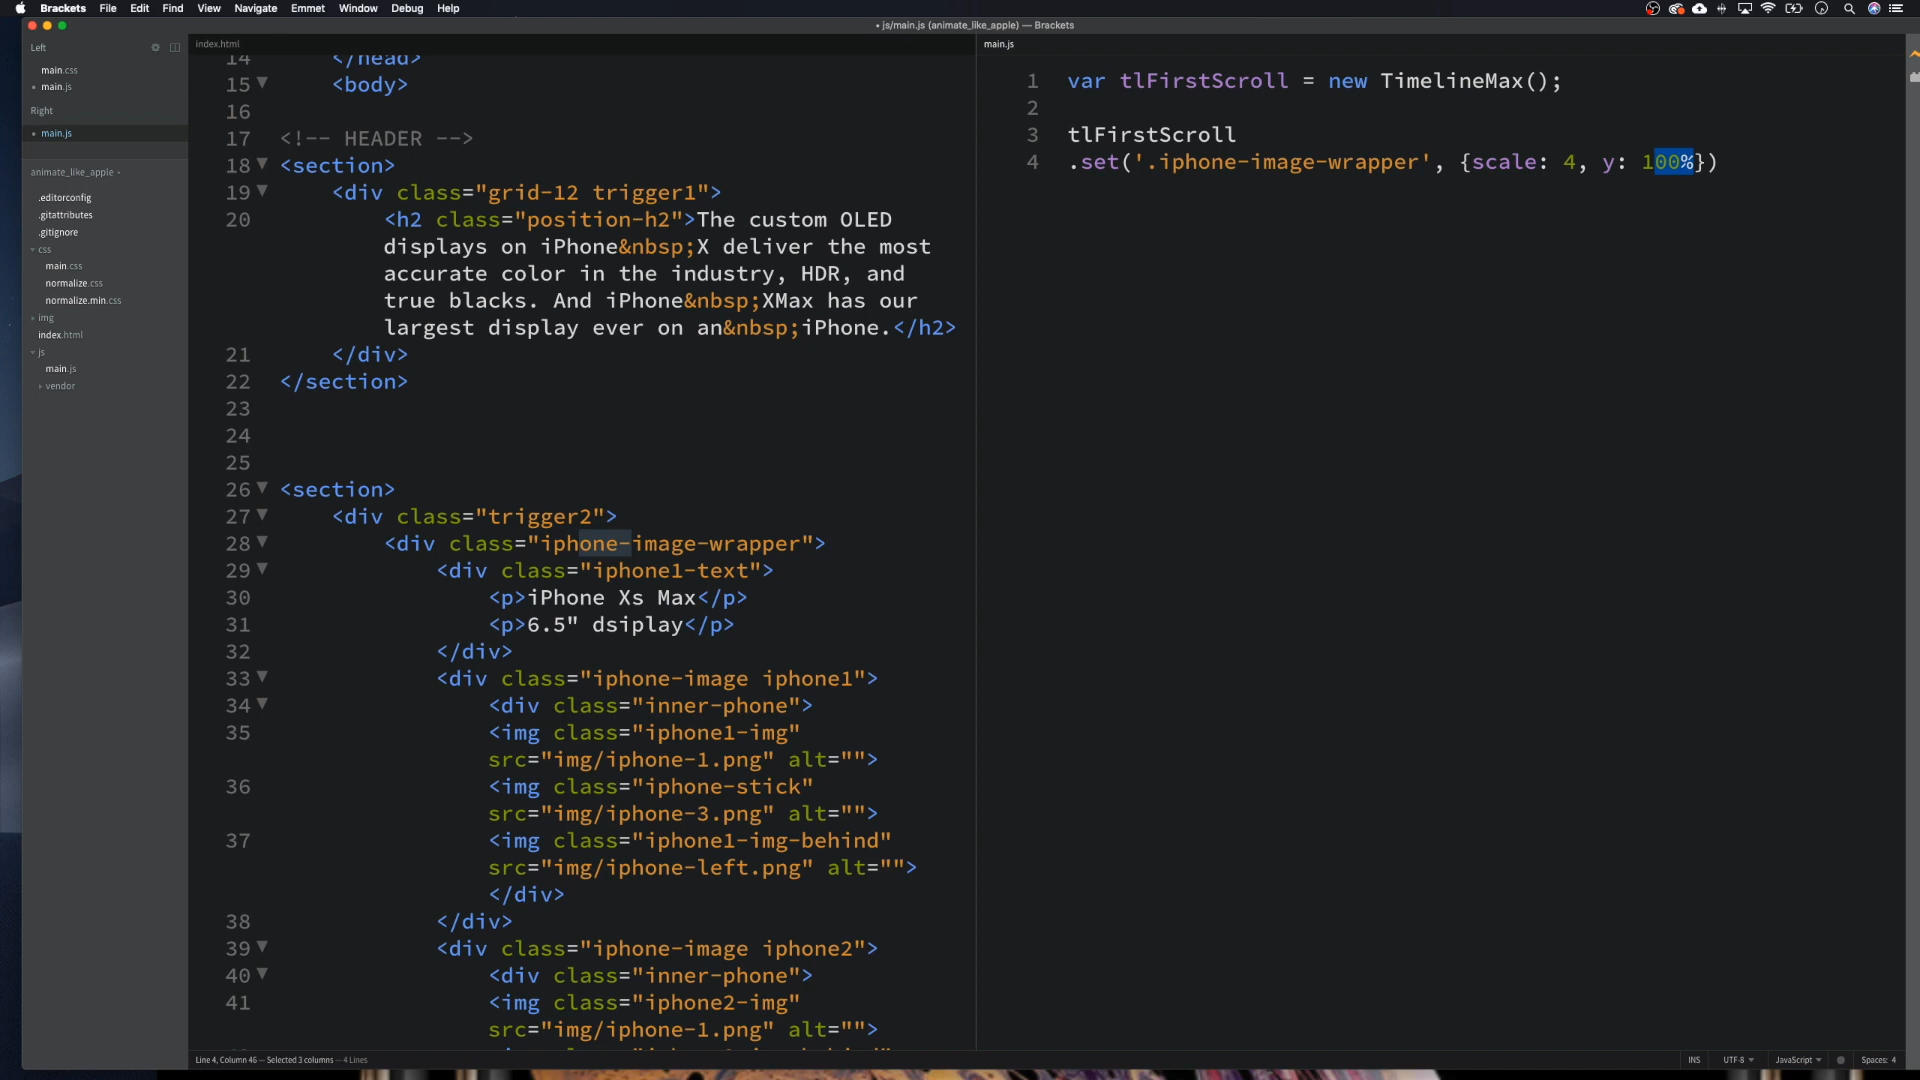 Brackets File Edit Find View Navigate Emmet Window Debug Help
• js/main.js (animate_like_apple) — Brackets
Left
main.css
• main.js
Right
• main.js
animate_like_apple
.editorconfig
.gitattributes
.gitignore
css
main.css
normalize.css
normalize.min.css
img
index.html
js
main.js
vendor
index.html
14 </head>
15 <body>
16
17 <!-- HEADER -->
18 <section>
19 <div class="grid-12 trigger1">
20 <h2 class="position-h2">The custom OLED
displays on iPhone&nbsp;X deliver the most
accurate color in the industry, HDR, and
true blacks. And iPhone&nbsp;XMax has our
largest display ever on an&nbsp;iPhone.</h2>
21 </div>
22 </section>
23
24
25
26 <section>
27 <div class="trigger2">
28 <div class="iphone-image-wrapper">
29 <div class="iphone1-text">
30 <p>iPhone Xs Max</p>
31 <p>6.5" dsiplay</p>
32 </div>
33 <div class="iphone-image iphone1">
34 <div class="inner-phone">
35 <img class="iphone1-img"
src="img/iphone-1.png" alt="">
36 <img class="iphone-stick"
src="img/iphone-3.png" alt="">
37 <img class="iphone1-img-behind"
src="img/iphone-left.png" alt="">
</div>
38 </div>
39 <div class="iphone-image iphone2">
40 <div class="inner-phone">
41 <img class="iphone2-img"
src="img/iphone-1.png" alt="">
main.js
1 var tlFirstScroll = new TimelineMax();
2
3 tlFirstScroll
4 .set('.iphone-image-wrapper', {scale: 4, y: 100%})
Line 4, Column 46 — Selected 3 columns — 4 Lines
INS UTF-8 JavaScript Spaces: 4